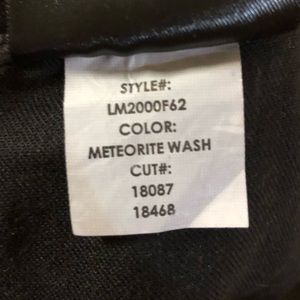 STYLE#:
LM2000F62
COLOR:
METEORITE WASH
CUT#:
18087
18468